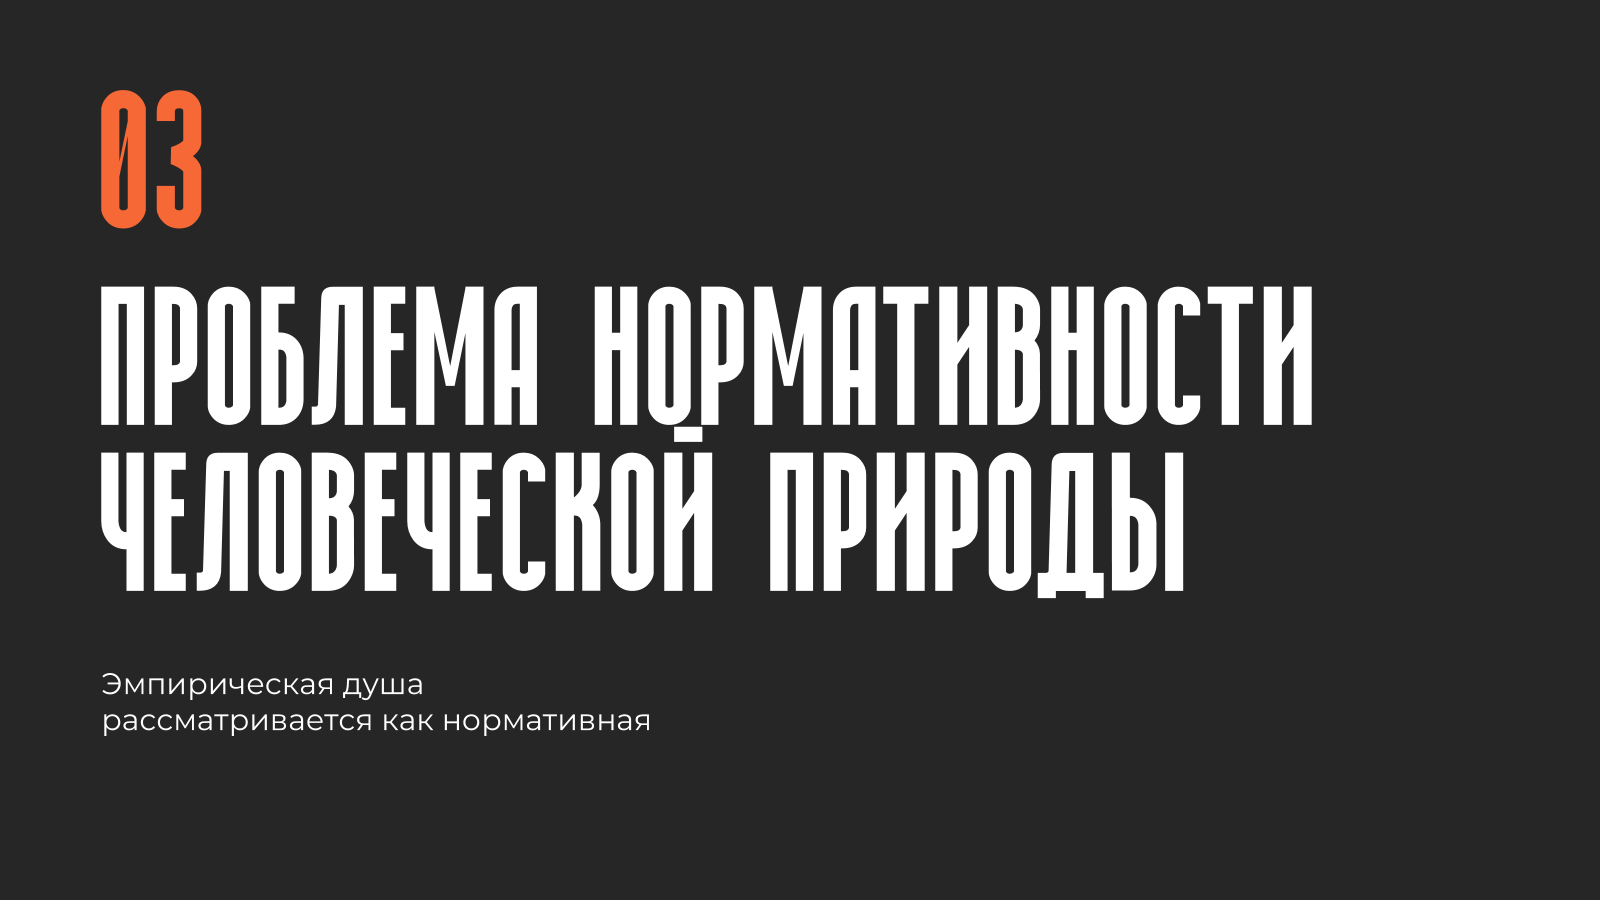 03
ПРОБЛЕМА НОРМАТИВНОСТИ
ЧЕЛОВЕЧЕСКОЙ ПРИРОДЫ
Эмпирическая душа
рассматривается как нормативная